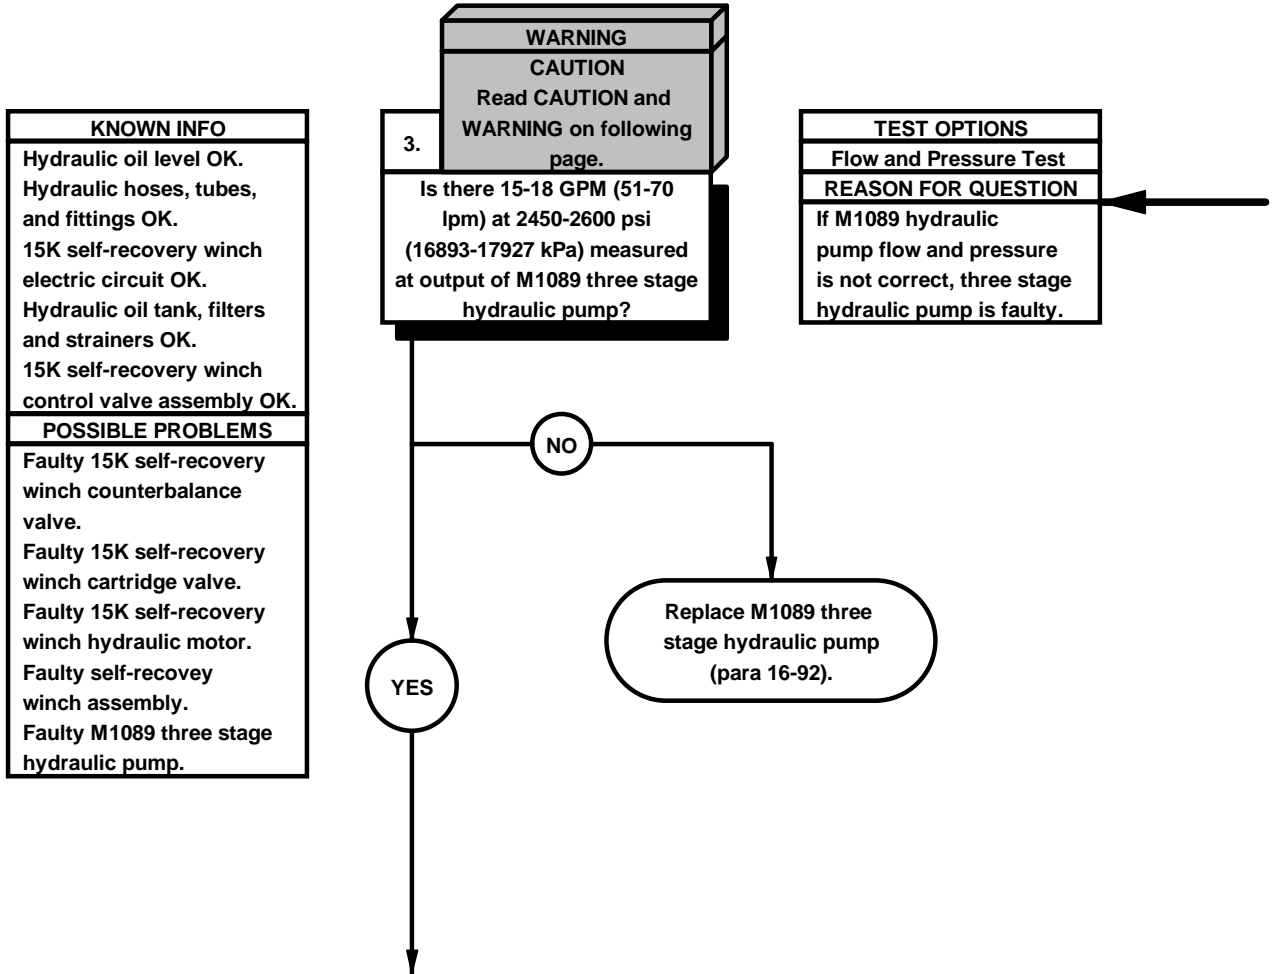 WARNING
CAUTION
Read CAUTION and
WARNING on following
page.
KNOWN INFO
Hydraulic oil level OK.
Hydraulic hoses, tubes,
and fittings OK.
15K self-recovery winch
electric circuit OK.
Hydraulic oil tank, filters
and strainers OK.
15K self-recovery winch
control valve assembly OK.
POSSIBLE PROBLEMS
Faulty 15K self-recovery
winch counterbalance
valve.
Faulty 15K self-recovery
winch cartridge valve.
Faulty 15K self-recovery
winch hydraulic motor.
Faulty self-recovey
winch assembly.
Faulty M1089 three stage
hydraulic pump.
3.
Is there 15-18 GPM (51-70
lpm) at 2450-2600 psi
(16893-17927 kPa) measured
at output of M1089 three stage
hydraulic pump?
TEST OPTIONS
Flow and Pressure Test
REASON FOR QUESTION
If M1089 hydraulic
pump flow and pressure
is not correct, three stage
hydraulic pump is faulty.
NO
Replace M1089 three
stage hydraulic pump
(para 16-92).
YES